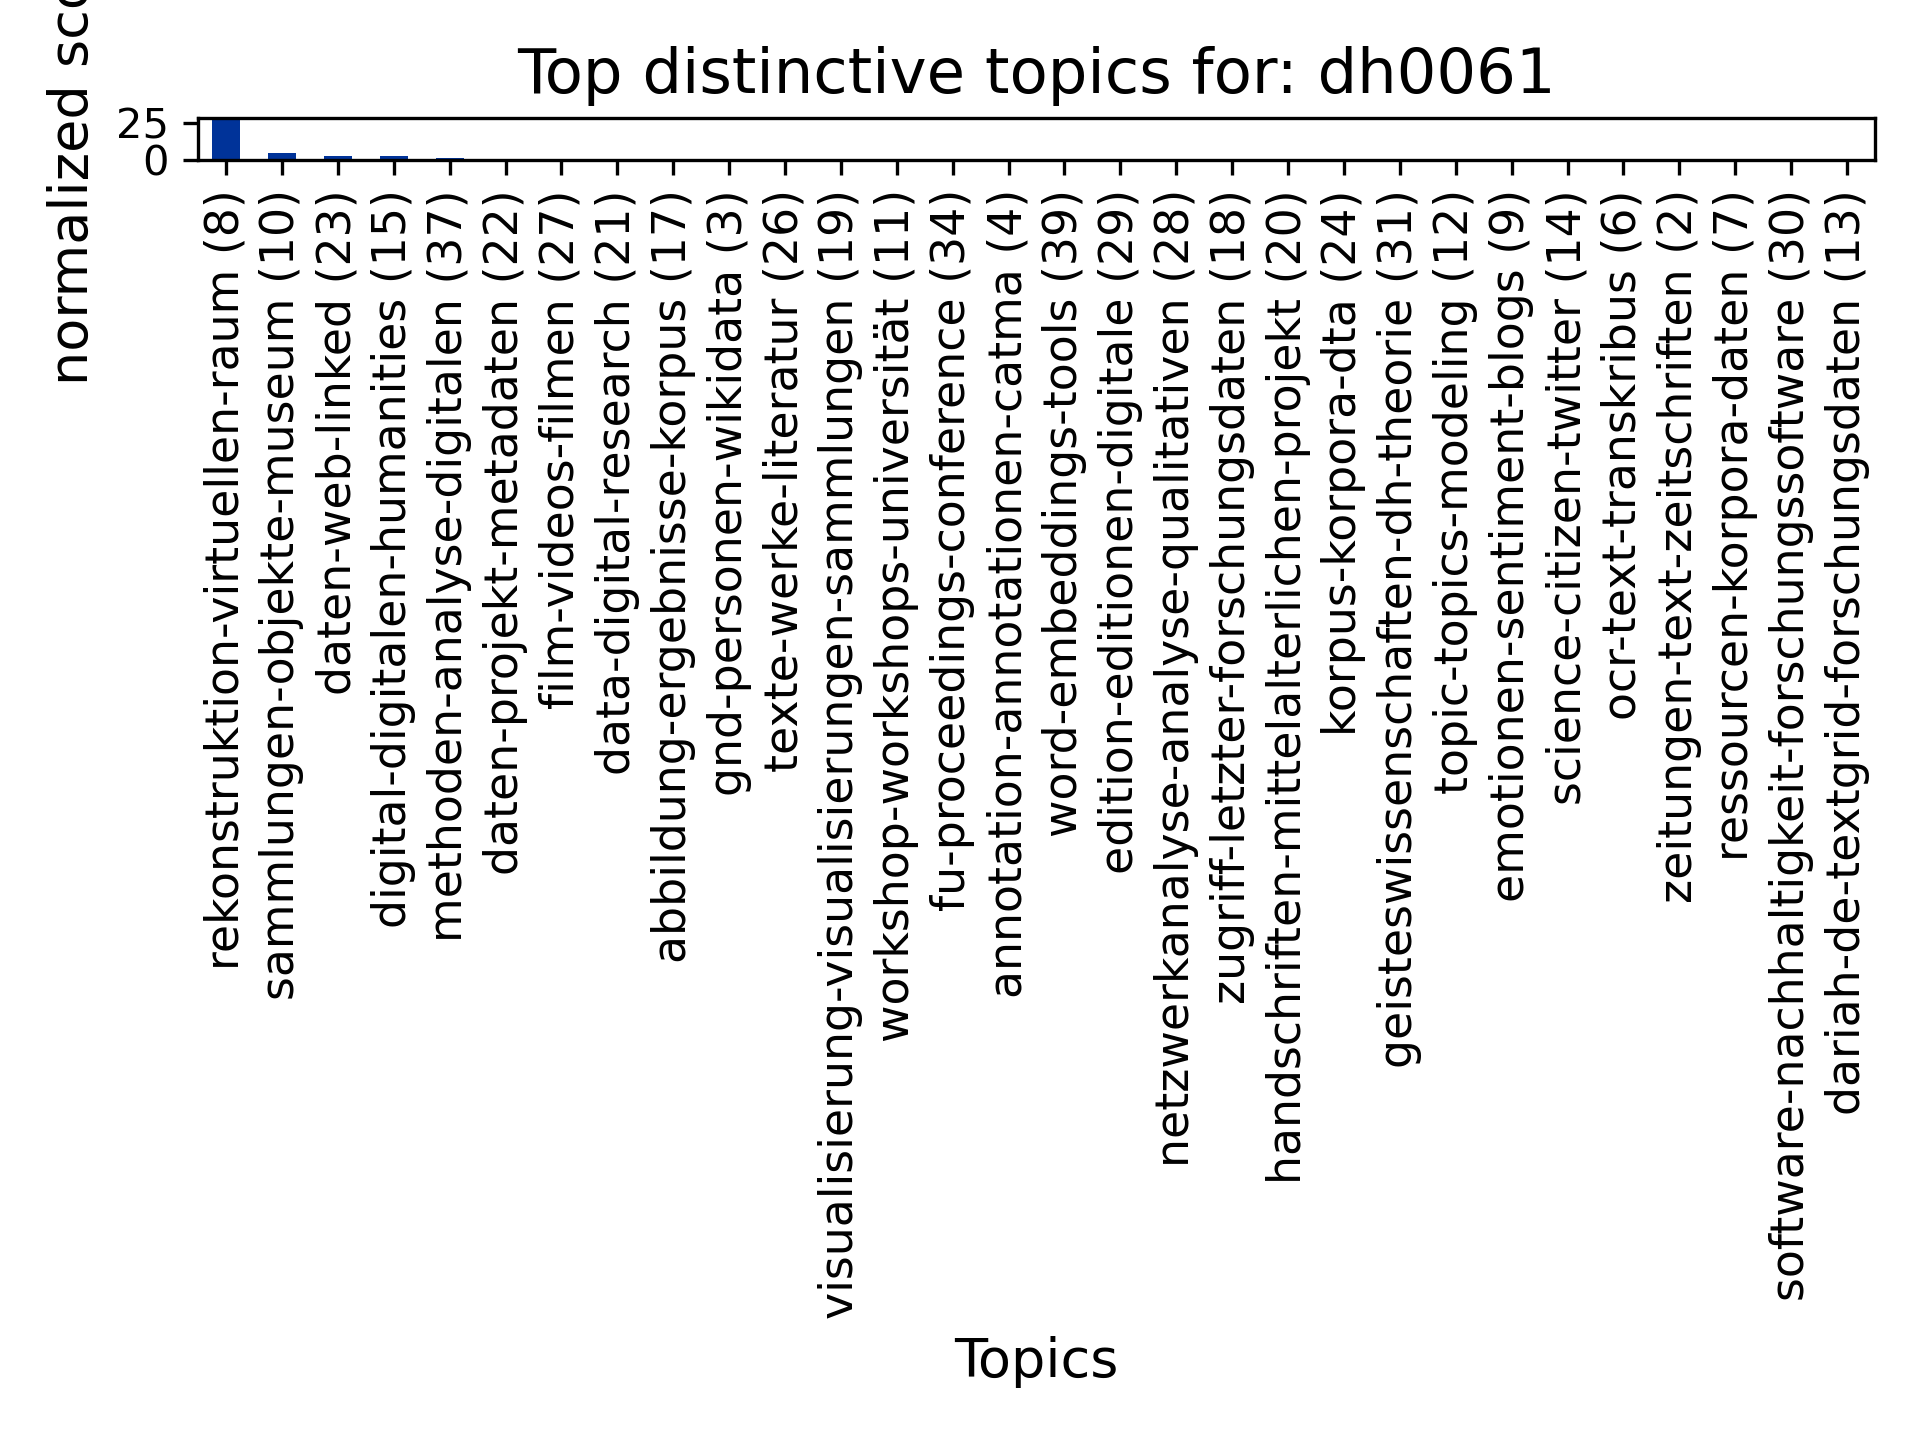 Top distinctive topics for: dh0061
normalized sco
25
0
rekonstruktion-virtuellen-raum (8)
sammlungen-objekte-museum (10)
daten-web-linked (23)
digital-digitalen-humanities (15)
methoden-analyse-digitalen (37)
daten-projekt-metadaten (22)
film-videos-filmen (27)
data-digital-research (21)
abbildung-ergebnisse-korpus (17)
gnd-personen-wikidata (3)
texte-werke-literatur (26)
visualisierung-visualisierungen-sammlungen (19)
workshop-workshops-universität (11)
fu-proceedings-conference (34)
annotation-annotationen-catma (4)
word-embeddings-tools (39)
edition-editionen-digitale (29)
netzwerkanalyse-analyse-qualitativen (28)
zugriff-letzter-forschungsdaten (18)
handschriften-mittelalterlichen-projekt (20)
korpus-korpora-dta (24)
geisteswissenschaften-dh-theorie (31)
topic-topics-modeling (12)
emotionen-sentiment-blogs (9)
science-citizen-twitter (14)
ocr-text-transkribus (6)
zeitungen-text-zeitschriften (2)
ressourcen-korpora-daten (7)
software-nachhaltigkeit-forschungssoftware (30)
dariah-de-textgrid-forschungsdaten (13)
Topics